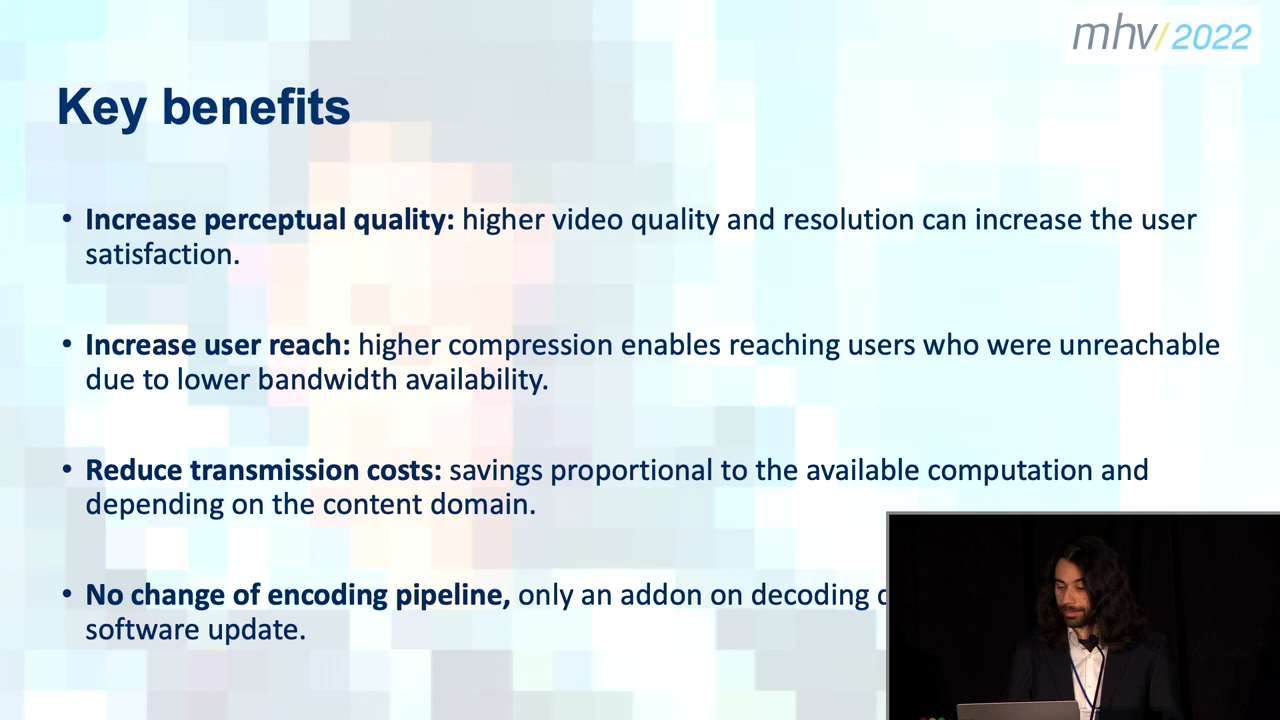 mhv/2022
Key benefits
• Increase perceptual quality: higher video quality and resolution can increase the user
satisfaction.
• Increase user reach: higher compression enables reaching users who were unreachable
due to lower bandwidth availability.
• Reduce transmission costs: savings proportional to the available computation and
depending on the content domain.
• No change of encoding pipeline, only an addon on decoding
software update.